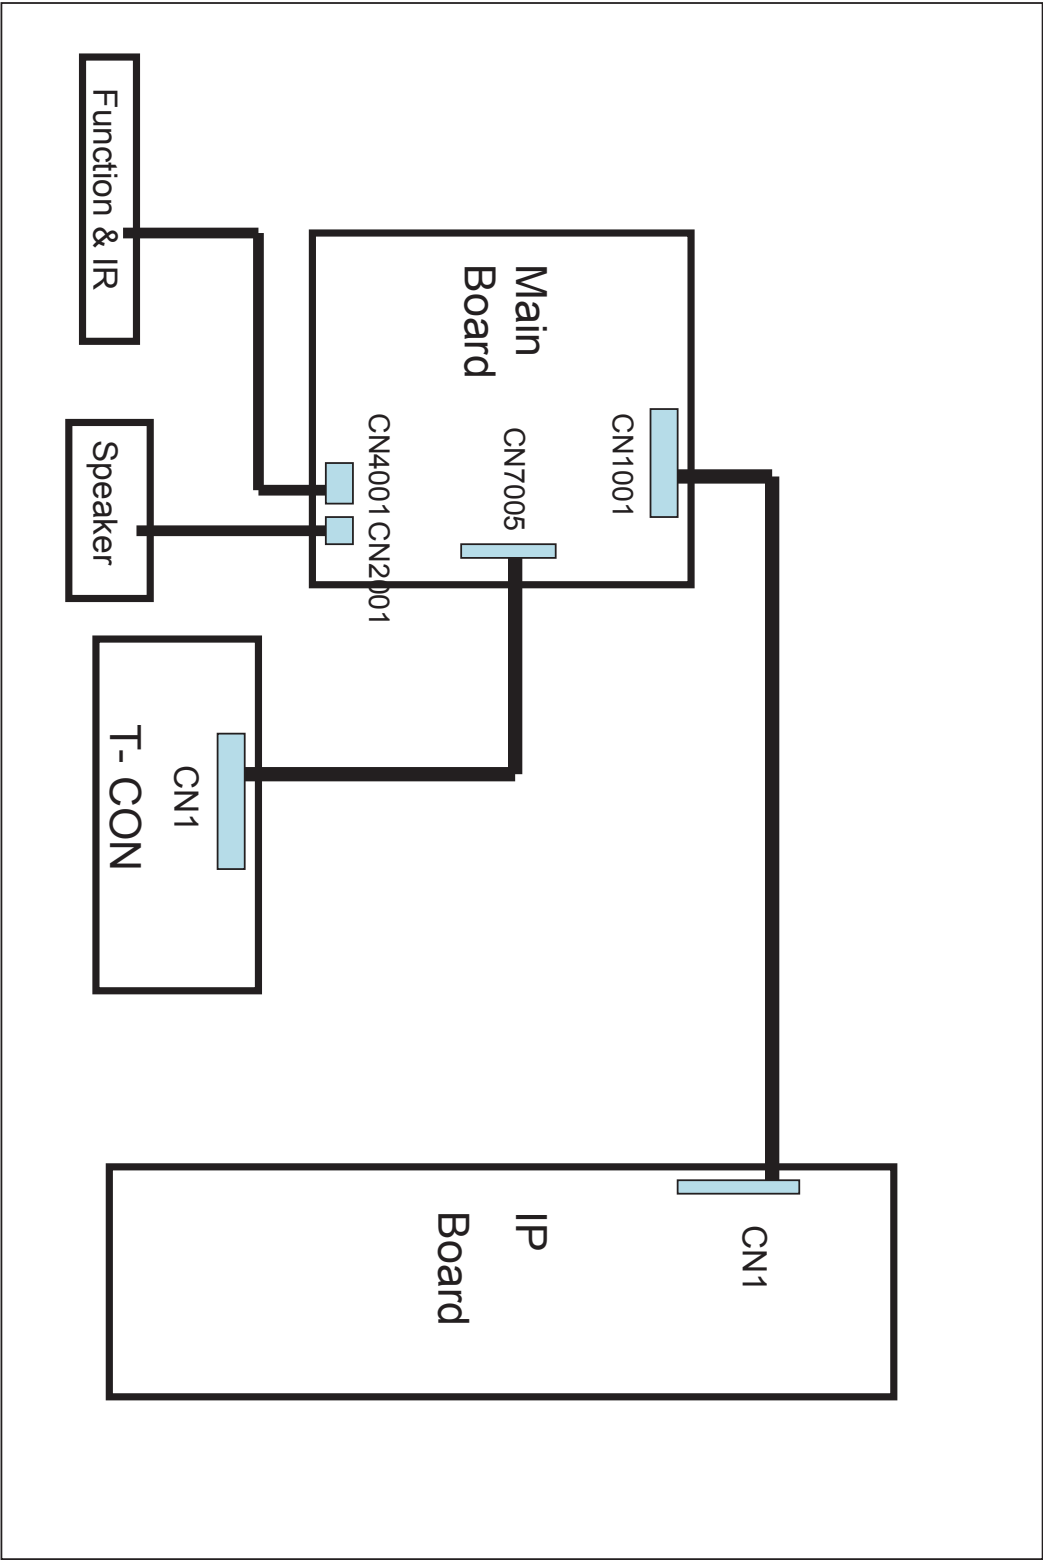 Main
Board
CN1001
CN7005
CN4001 CN2001
Function & IR
Speaker
CN1
T- CON
CN1
IP
Board